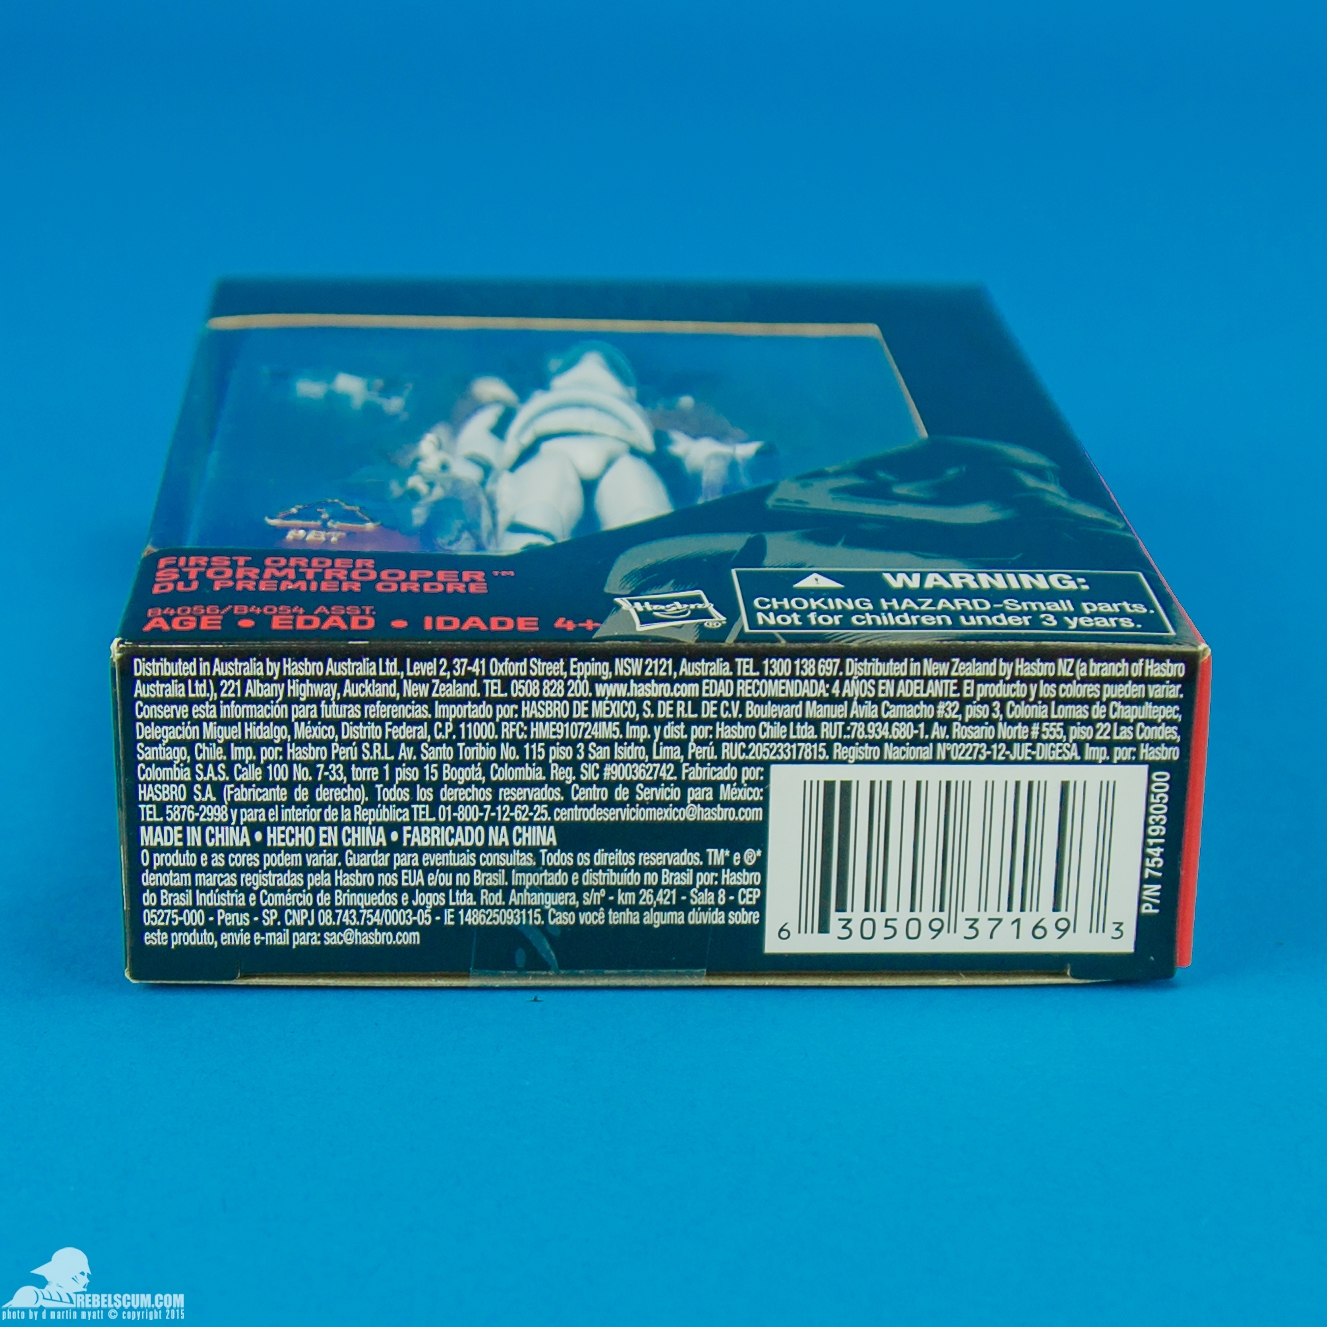 PBT
FIRST ORDER
STORMTROOPER™
DU PREMIER ORDRE
B4056/B4054 ASST.
AGE • EDAD • IDADE 4+
Hasbro ®
WARNING:
CHOKING HAZARD-Small parts.
Not for children under 3 years.
Distributed in Australia by Hasbro Australia Ltd., Level 2, 37-41 Oxford Street, Epping, NSW 2121, Australia. TEL. 1300 138 697. Distributed in New Zealand by Hasbro NZ (a branch of Hasbro
Australia Ltd.), 221 Albany Highway, Auckland, New Zealand. TEL. 0508 828 200. www.hasbro.com EDAD RECOMENDADA: 4 AÑOS EN ADELANTE. El producto y los colores pueden variar.
Conserve esta información para futuras referencias. Importado por: HASBRO DE MÉXICO, S. DE R.L. DE C.V. Boulevard Manuel Ávila Camacho #32, piso 3, Colonia Lomas de Chapultepec,
Delegación Miguel Hidalgo, México, Distrito Federal, C.P. 11000. RFC: HME910724IM5. Imp. y dist. por: Hasbro Chile Ltda. RUT.:78.934.680-1. Av. Rosario Norte # 555, piso 22 Las Condes,
Santiago, Chile. Imp. por: Hasbro Perú S.R.L. Av. Santo Toribio No. 115 piso 3 San Isidro, Lima, Perú. RUC.20523317815. Registro Nacional N°02273-12-JUE-DIGESA. Imp. por: Hasbro
Colombia S.A.S. Calle 100 No. 7-33, torre 1 piso 15 Bogotá, Colombia. Reg. SIC #900362742. Fabricado por:
HASBRO S.A. (Fabricante de derecho). Todos los derechos reservados. Centro de Servicio para México:
TEL. 5876-2998 y para el interior de la República TEL. 01-800-7-12-62-25. centrodeserviciomexico@hasbro.com
MADE IN CHINA • HECHO EN CHINA • FABRICADO NA CHINA
O produto e as cores podem variar. Guardar para eventuais consultas. Todos os direitos reservados. TM* e ®*
denotam marcas registradas pela Hasbro nos EUA e/ou no Brasil. Importado e distribuído no Brasil por: Hasbro
do Brasil Indústria e Comércio de Brinquedos e Jogos Ltda. Rod. Anhanguera, s/nº - km 26,421 - Sala 8 - CEP
05275-000 - Perus - SP. CNPJ 08.743.754/0003-05 - IE 148625093115. Caso você tenha alguma dúvida sobre
este produto, envie e-mail para: sac@hasbro.com
6 30509 37169 3
P/N 7541930500
REBELSCUM.COM
photo by d martin myatt © copyright 2015